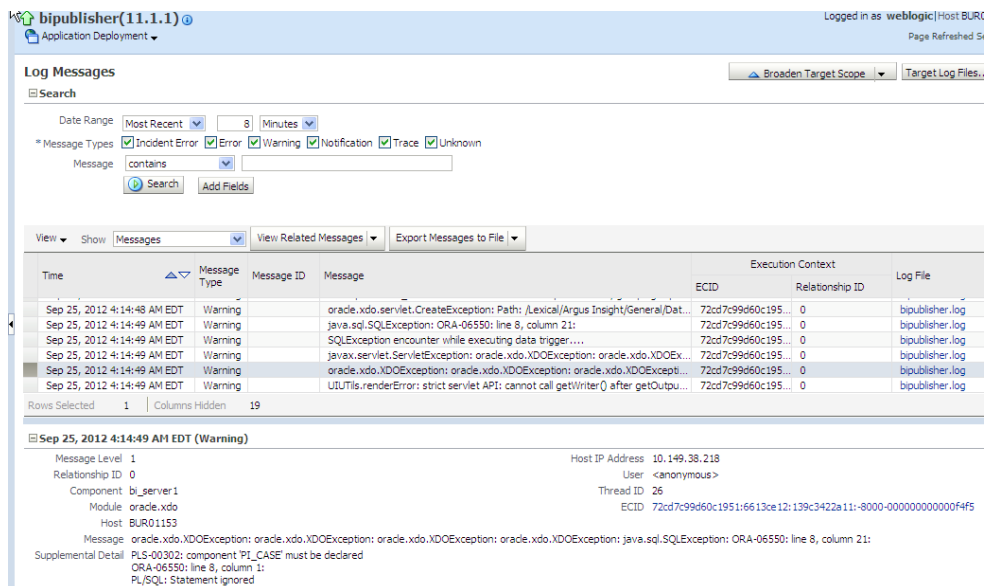 bipublisher(11.1.1)
Logged in as weblogic|Host BUR0
Application Deployment
Page Refreshed Se
Log Messages
Broaden Target Scope
Target Log Files..
Search
Date Range Most Recent 8 Minutes
* Message Types Incident Error Error Warning Notification Trace Unknown
Message contains
Search Add Fields
View Show Messages View Related Messages Export Messages to File
Time Message Type Message ID Message Execution Context Log File
ECID Relationship ID
Sep 25, 2012 4:14:48 AM EDT Warning oracle.xdo.servlet.CreateException: Path: /Lexical/Argus Insight/General/Dat... 72cd7c99d60c195... 0 bipublisher.log
Sep 25, 2012 4:14:49 AM EDT Warning java.sql.SQLException: ORA-06550: line 8, column 21: 72cd7c99d60c195... 0 bipublisher.log
Sep 25, 2012 4:14:49 AM EDT Warning SQLException encounter while executing data trigger.... 72cd7c99d60c195... 0 bipublisher.log
Sep 25, 2012 4:14:49 AM EDT Warning javax.servlet.ServletException: oracle.xdo.XDOException: oracle.xdo.XDOEx... 72cd7c99d60c195... 0 bipublisher.log
Sep 25, 2012 4:14:49 AM EDT Warning oracle.xdo.XDOException: oracle.xdo.XDOException: oracle.xdo.XDOExcepti... 72cd7c99d60c195... 0 bipublisher.log
Sep 25, 2012 4:14:49 AM EDT Warning UIUTils.renderError: strict servlet API: cannot call getWriter() after getOutpu... 72cd7c99d60c195... 0 bipublisher.log
Rows Selected 1 Columns Hidden 19
Sep 25, 2012 4:14:49 AM EDT (Warning)
Message Level 1 Host IP Address 10.149.38.218
Relationship ID 0 User <anonymous>
Component bi_server1 Thread ID 26
Module oracle.xdo ECID 72cd7c99d60c1951:6613ce12:139c3422a11:-8000-000000000000f4f5
Host BUR01153
Message oracle.xdo.XDOException: oracle.xdo.XDOException: oracle.xdo.XDOException: oracle.xdo.XDOException: java.sql.SQLException: ORA-06550: line 8, column 21:
Supplemental Detail PLS-00302: component 'PI_CASE' must be declared
ORA-06550: line 8, column 1:
PL/SQL: Statement ignored